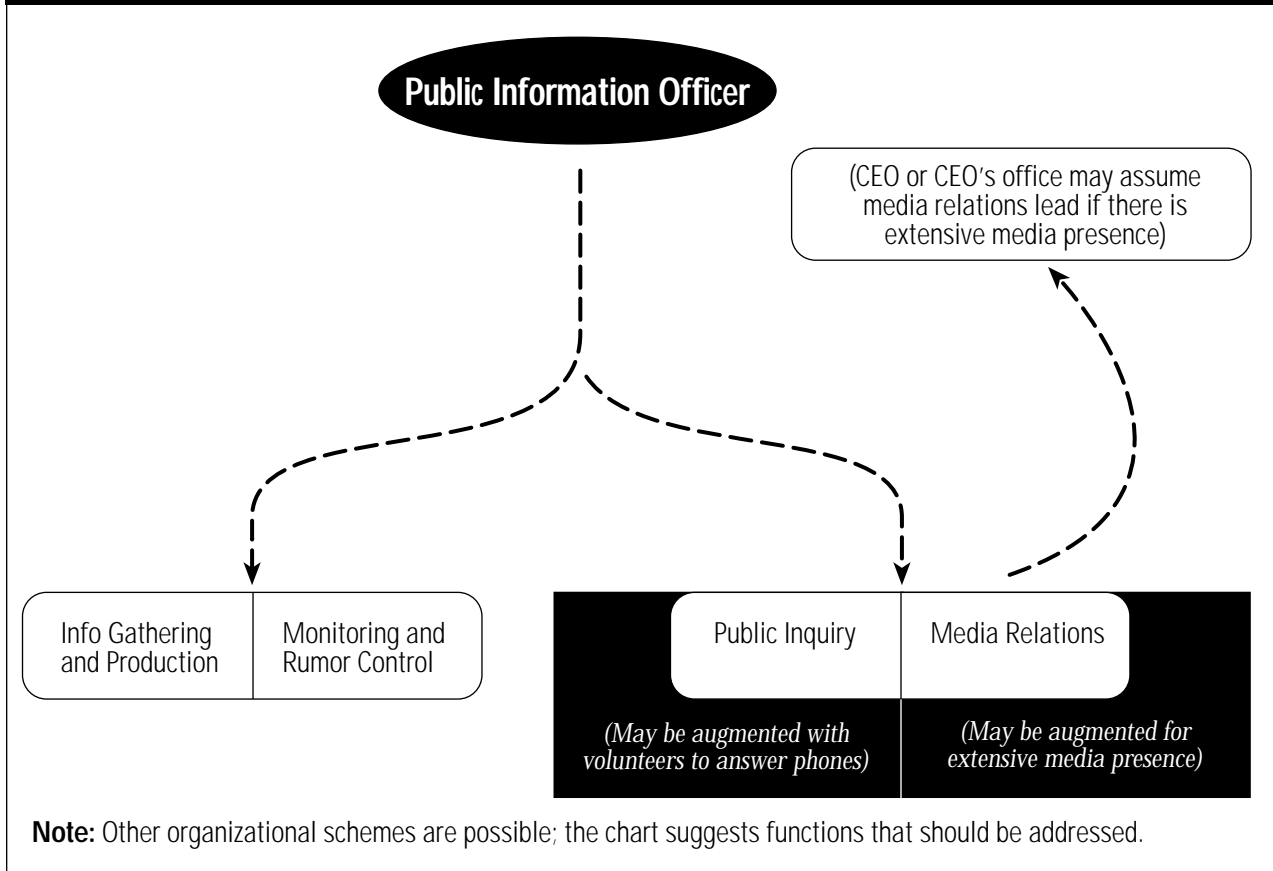 Public Information Officer
(CEO or CEO's office may assume
media relations lead if there is
extensive media presence)
Info Gathering
and Production
Monitoring and
Rumor Control
Public Inquiry
Media Relations
(May be augmented with
volunteers to answer phones)
(May be augmented for
extensive media presence)
Note: Other organizational schemes are possible; the chart suggests functions that should be addressed.